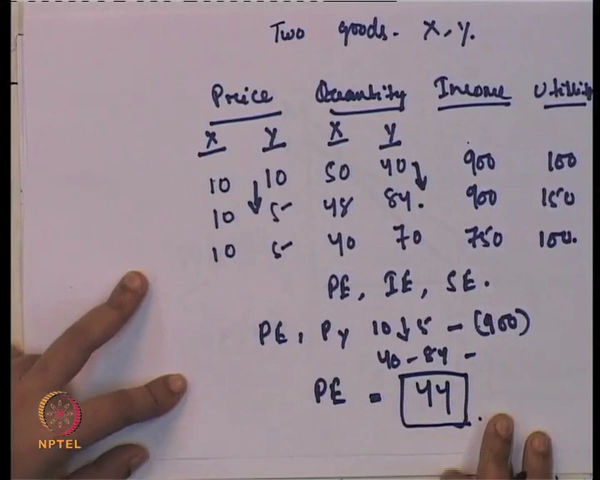 Two goods - X, Y.
Price Quantity Income Utility
X Y X Y
10 10 50 40 900 100
10 5 48 84. 900 150
10 5 40 70 750 100.
PE, IE, SE.
PE, Py 10 ↓ 5 - (900)
40 - 84 -
PE = 44.
NPTEL